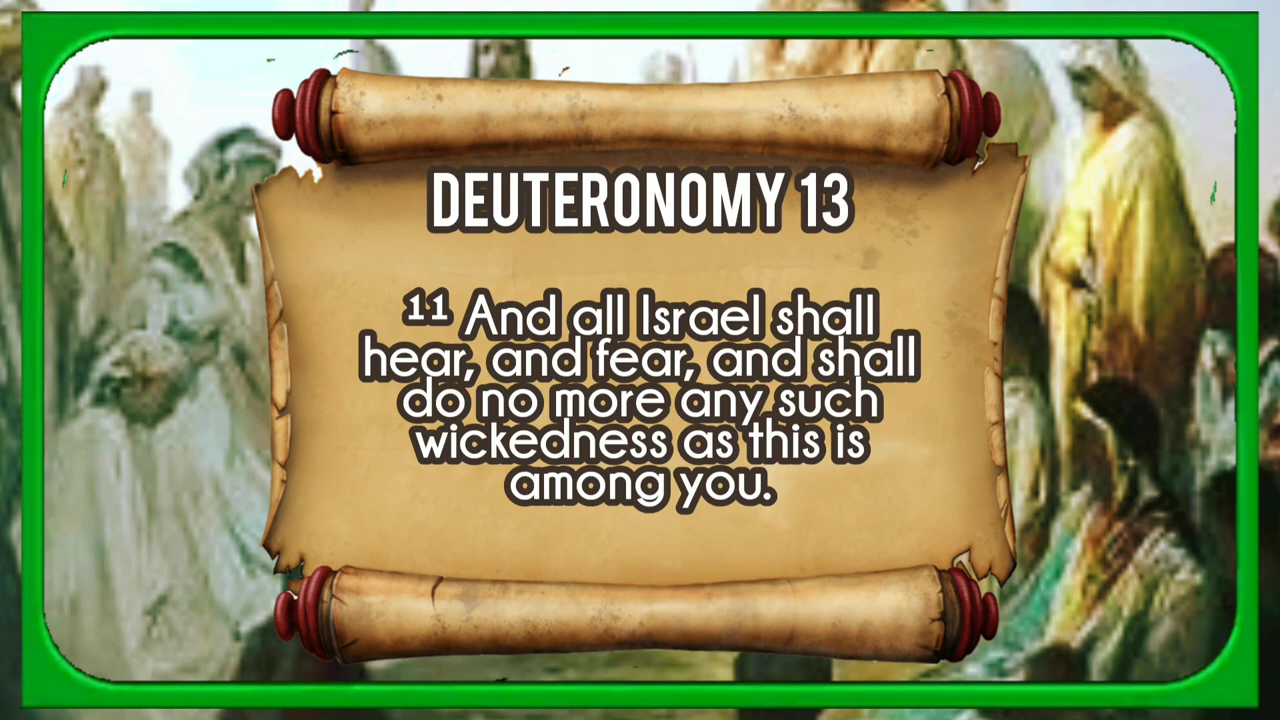 DEUTERONOMY 13
¹¹ And all Israel shall
hear, and fear, and shall
do no more any such
wickedness as this is
among you.